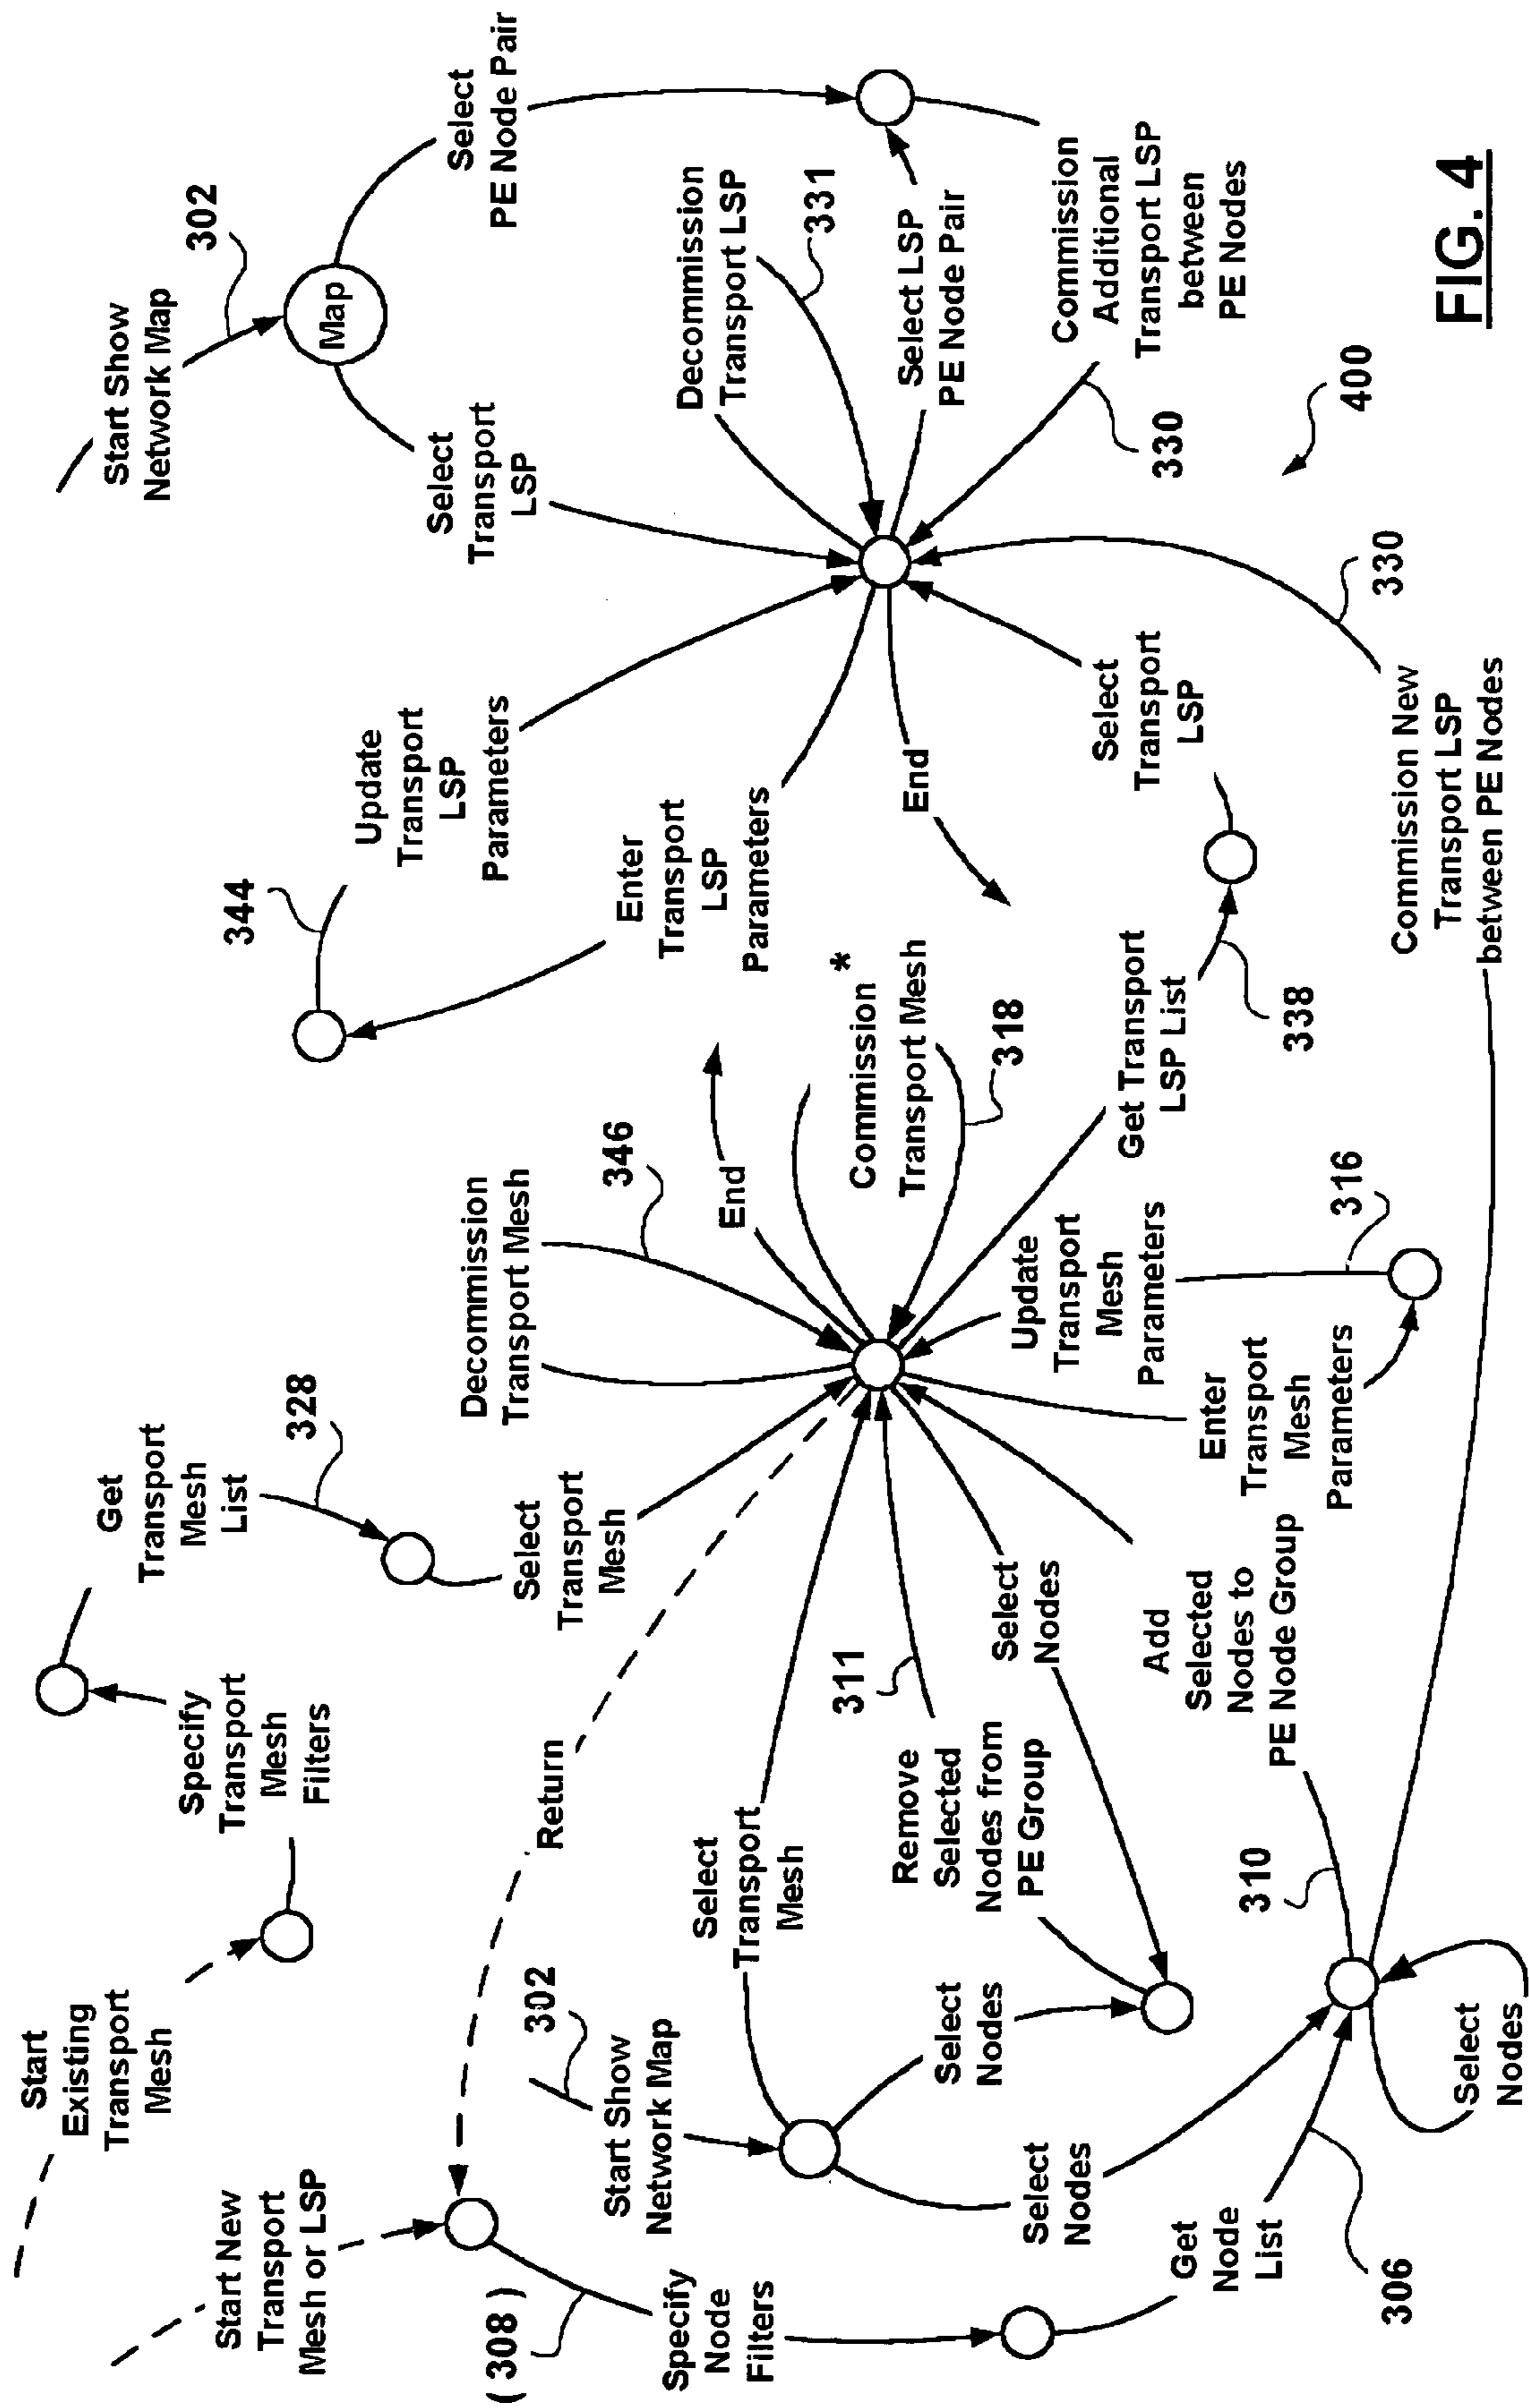 Start
Existing
Transport
Mesh
Specify
Transport
Mesh
Filters
Get
Transport
Mesh
List
328
Select
Transport
Mesh
Start New
Transport
Mesh or LSP
( 308 )
Specify
Node
Filters
Return
302
Start Show
Network Map
Select
Transport
Mesh
Select
Nodes
Select
Nodes
Get
Node
List
306
Select
Nodes
310
Remove
Selected
Nodes from
PE Group
311
Select
Nodes
Add
Selected
Nodes to
PE Node Group
Decommission
Transport Mesh
346
End
Commission *
Transport Mesh
318
Update
Transport
Mesh
Parameters
316
Enter
Transport
Mesh
Parameters
Get Transport
LSP List
338
Select
Transport
LSP
Commission New
Transport LSP
between PE Nodes
330
344
Update
Transport
LSP
Parameters
Enter
Transport
LSP
Parameters
End
Start Show
Network Map
302
Map
Select
Transport
LSP
Select
PE Node Pair
Decommission
Transport LSP
331
Select LSP
PE Node Pair
Commission
Additional
Transport LSP
between
PE Nodes
330
400
FIG. 4